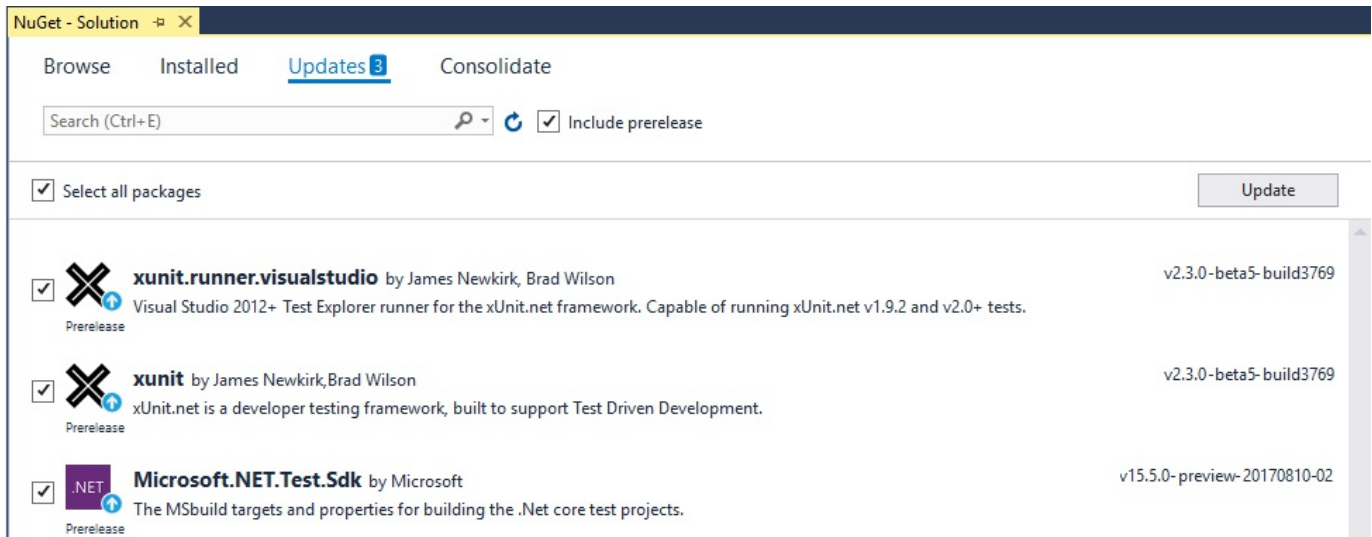 NuGet - Solution
Browse Installed Updates 3 Consolidate
Search (Ctrl+E) Include prerelease
Select all packages Update
xunit.runner.visualstudio by James Newkirk, Brad Wilson v2.3.0-beta5-build3769
Visual Studio 2012+ Test Explorer runner for the xUnit.net framework. Capable of running xUnit.net v1.9.2 and v2.0+ tests.
Prerelease
xunit by James Newkirk,Brad Wilson v2.3.0-beta5-build3769
xUnit.net is a developer testing framework, built to support Test Driven Development.
Prerelease
.NET Microsoft.NET.Test.Sdk by Microsoft v15.5.0-preview-20170810-02
The MSbuild targets and properties for building the .Net core test projects.
Prerelease